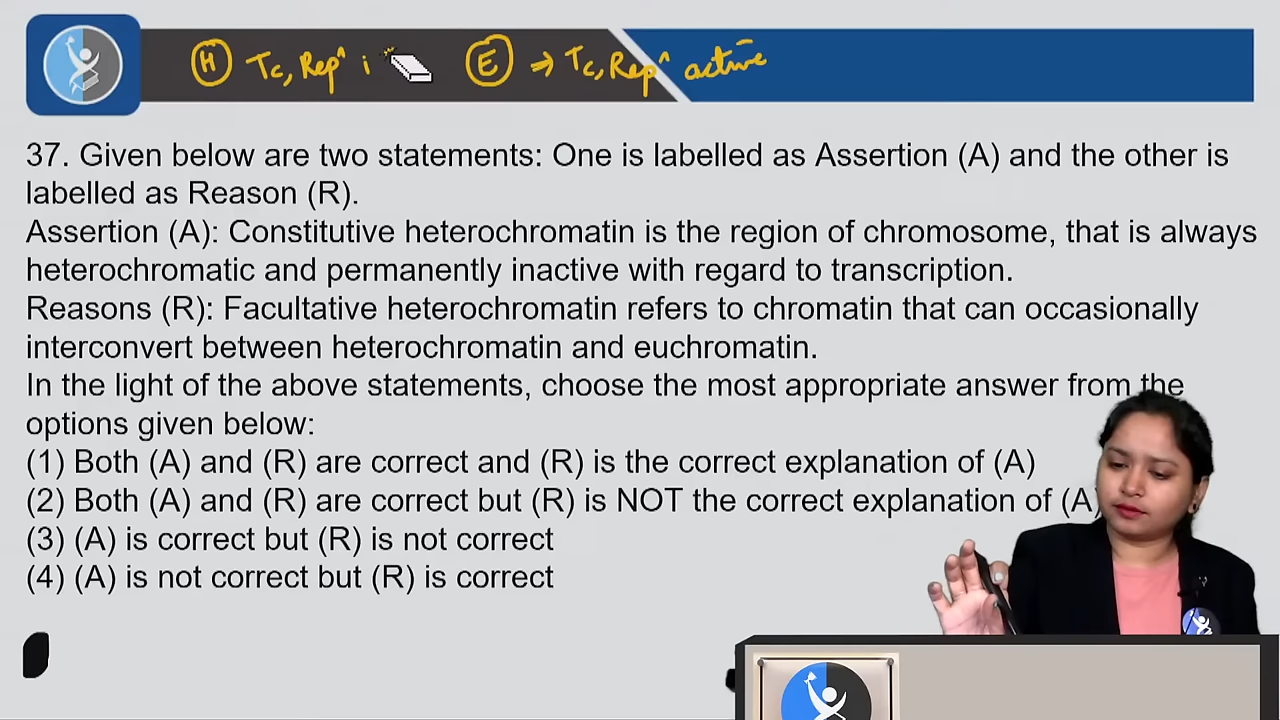 (H) Tc, Repⁿ i (E) ⇒ Tc, Repⁿ active
37. Given below are two statements: One is labelled as Assertion (A) and the other is
labelled as Reason (R).
Assertion (A): Constitutive heterochromatin is the region of chromosome, that is always
heterochromatic and permanently inactive with regard to transcription.
Reasons (R): Facultative heterochromatin refers to chromatin that can occasionally
interconvert between heterochromatin and euchromatin.
In the light of the above statements, choose the most appropriate answer from the
options given below:
(1) Both (A) and (R) are correct and (R) is the correct explanation of (A)
(2) Both (A) and (R) are correct but (R) is NOT the correct explanation of (A)
(3) (A) is correct but (R) is not correct
(4) (A) is not correct but (R) is correct